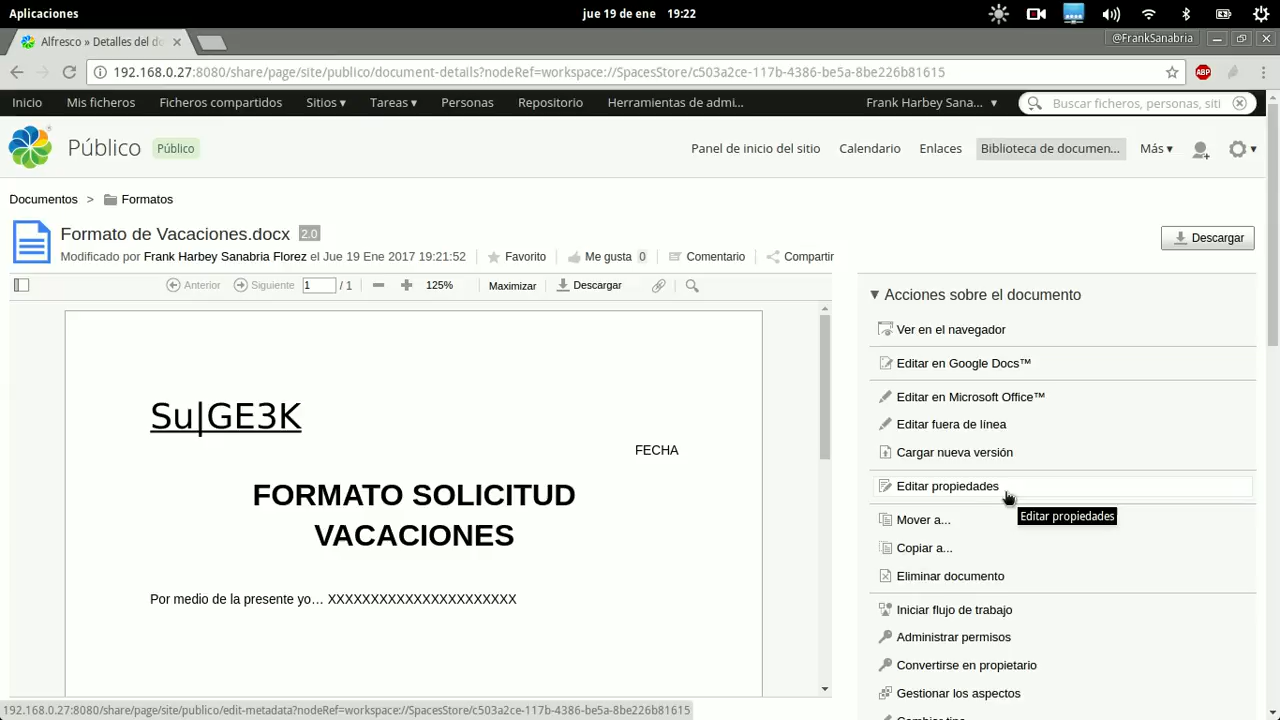 Aplicaciones
jue 19 de ene 19:22
Alfresco » Detalles del do
@FrankSanabria
192.168.0.27:8080/share/page/site/publico/document-details?nodeRef=workspace://SpacesStore/c503a2ce-117b-4386-be5a-8be226b81615
ABP
Inicio
Mis ficheros
Ficheros compartidos
Sitios ▾
Tareas ▾
Personas
Repositorio
Herramientas de admi...
Frank Harbey Sana... ▾
Buscar ficheros, personas, siti
Público
Público
Panel de inicio del sitio
Calendario
Enlaces
Biblioteca de documen...
Más ▾
Documentos > Formatos
Formato de Vacaciones.docx 2.0
Descargar
Modificado por Frank Harbey Sanabria Florez el Jue 19 Ene 2017 19:21:52
Favorito
Me gusta 0
Comentario
Compartir
Anterior
Siguiente
1 / 1
125%
Maximizar
Descargar
Su|GE3K
FECHA
FORMATO SOLICITUD
VACACIONES
Por medio de la presente yo… XXXXXXXXXXXXXXXXXXXXXX
▼ Acciones sobre el documento
Ver en el navegador
Editar en Google Docs™
Editar en Microsoft Office™
Editar fuera de línea
Cargar nueva versión
Editar propiedades
Editar propiedades
Mover a...
Copiar a...
Eliminar documento
Iniciar flujo de trabajo
Administrar permisos
Convertirse en propietario
Gestionar los aspectos
Cambiar tipo
192.168.0.27:8080/share/page/site/publico/edit-metadata?nodeRef=workspace://SpacesStore/c503a2ce-117b-4386-be5a-8be226b81615